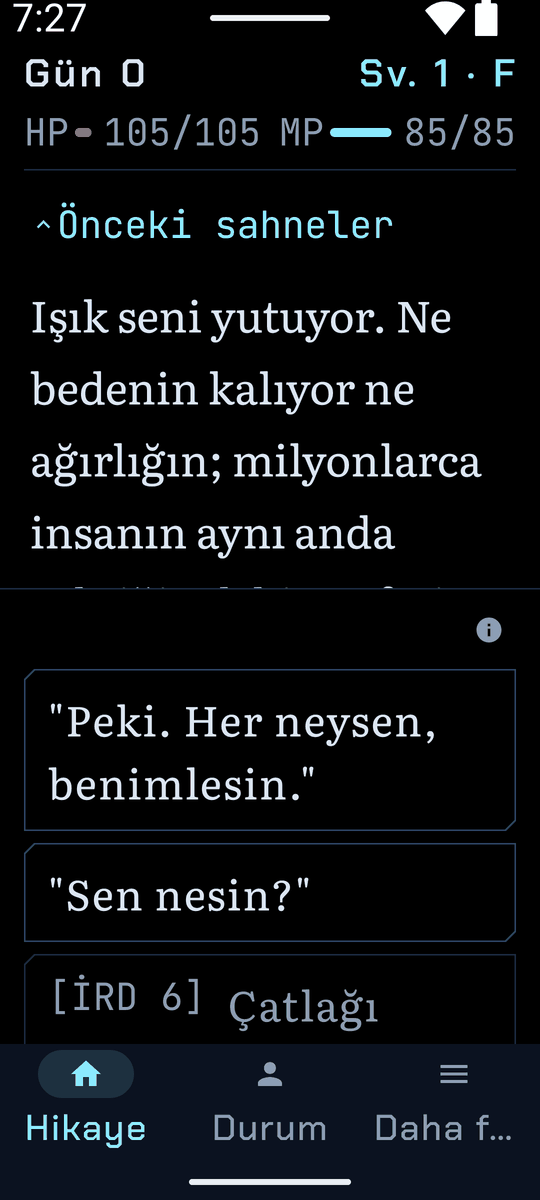 7:27
Gün 0
Sv. 1 · F
HP 105/105 MP 85/85
Önceki sahneler
Işık seni yutuyor. Ne
bedenin kalıyor ne
ağırlığın; milyonlarca
insanın aynı anda
"Peki. Her neysen,
benimlesin."
"Sen nesin?"
[İRD 6] Çatlağı
Hikaye
Durum
Daha f...